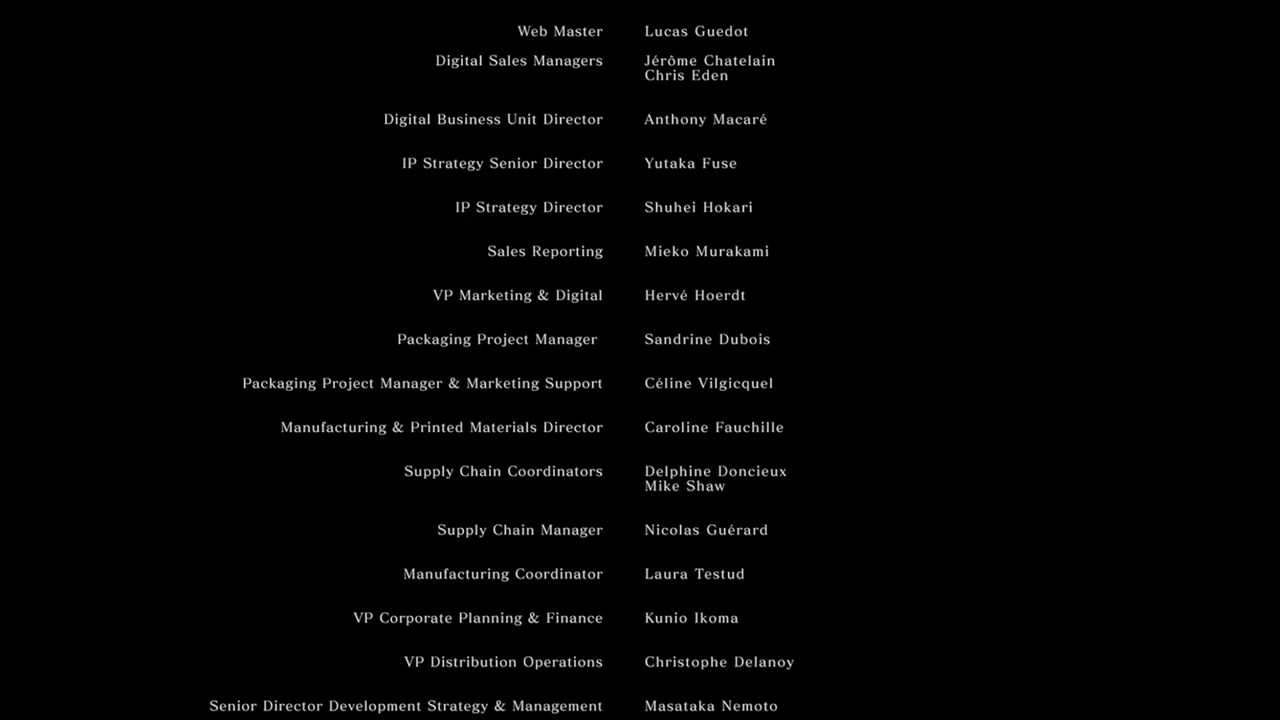 Web Master Lucas Guedot
Digital Sales Managers Jérôme Chatelain
Chris Eden
Digital Business Unit Director Anthony Macaré
IP Strategy Senior Director Yutaka Fuse
IP Strategy Director Shuhei Hokari
Sales Reporting Mieko Murakami
VP Marketing & Digital Hervé Hoerdt
Packaging Project Manager Sandrine Dubois
Packaging Project Manager & Marketing Support Céline Vilgicquel
Manufacturing & Printed Materials Director Caroline Fauchille
Supply Chain Coordinators Delphine Doncieux
Mike Shaw
Supply Chain Manager Nicolas Guérard
Manufacturing Coordinator Laura Testud
VP Corporate Planning & Finance Kunio Ikoma
VP Distribution Operations Christophe Delanoy
Senior Director Development Strategy & Management Masataka Nemoto